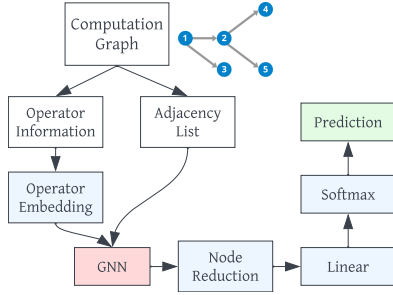 Computation
Graph
1
2
3
4
5
Operator
Information
Adjacency
List
Operator
Embedding
GNN
Node
Reduction
Linear
Softmax
Prediction